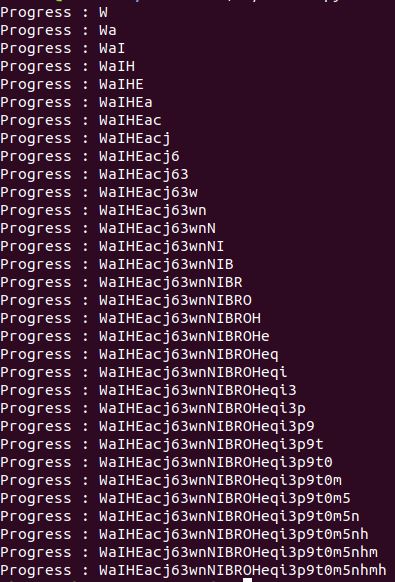 Progress : W
Progress : Wa
Progress : WaI
Progress : WaIH
Progress : WaIHE
Progress : WaIHEa
Progress : WaIHEac
Progress : WaIHEacj
Progress : WaIHEacj6
Progress : WaIHEacj63
Progress : WaIHEacj63w
Progress : WaIHEacj63wn
Progress : WaIHEacj63wnN
Progress : WaIHEacj63wnNI
Progress : WaIHEacj63wnNIB
Progress : WaIHEacj63wnNIBR
Progress : WaIHEacj63wnNIBRO
Progress : WaIHEacj63wnNIBROH
Progress : WaIHEacj63wnNIBROHe
Progress : WaIHEacj63wnNIBROHeq
Progress : WaIHEacj63wnNIBROHeqi
Progress : WaIHEacj63wnNIBROHeqi3
Progress : WaIHEacj63wnNIBROHeqi3p
Progress : WaIHEacj63wnNIBROHeqi3p9
Progress : WaIHEacj63wnNIBROHeqi3p9t
Progress : WaIHEacj63wnNIBROHeqi3p9t0
Progress : WaIHEacj63wnNIBROHeqi3p9t0m
Progress : WaIHEacj63wnNIBROHeqi3p9t0m5
Progress : WaIHEacj63wnNIBROHeqi3p9t0m5n
Progress : WaIHEacj63wnNIBROHeqi3p9t0m5nh
Progress : WaIHEacj63wnNIBROHeqi3p9t0m5nhm
Progress : WaIHEacj63wnNIBROHeqi3p9t0m5nhmh